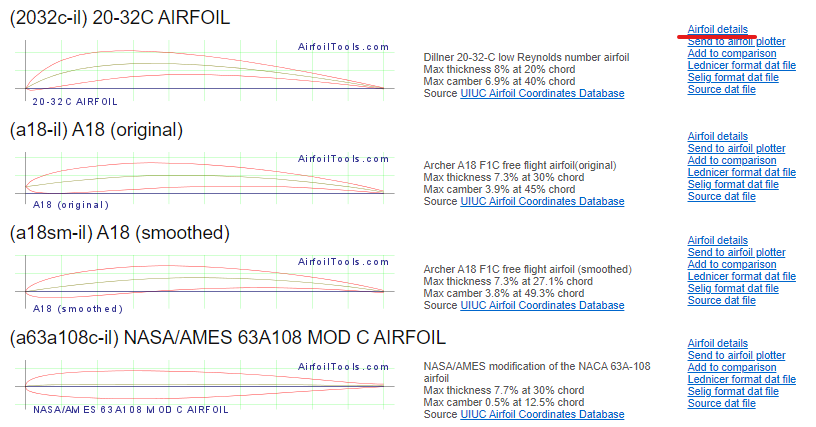 (2032c-il) 20-32C AIRFOIL
AirfoilTools.com
20-32C AIRFOIL
Dillner 20-32-C low Reynolds number airfoil
Max thickness 8% at 20% chord
Max camber 6.9% at 40% chord
Source UIUC Airfoil Coordinates Database
Airfoil details
Send to airfoil plotter
Add to comparison
Lednicer format dat file
Selig format dat file
Source dat file
(a18-il) A18 (original)
AirfoilTools.com
A18 (original)
Archer A18 F1C free flight airfoil(original)
Max thickness 7.3% at 30% chord
Max camber 3.9% at 45% chord
Source UIUC Airfoil Coordinates Database
Airfoil details
Send to airfoil plotter
Add to comparison
Lednicer format dat file
Selig format dat file
Source dat file
(a18sm-il) A18 (smoothed)
AirfoilTools.com
A18 (smoothed)
Archer A18 F1C free flight airfoil (smoothed)
Max thickness 7.3% at 27.1% chord
Max camber 3.8% at 49.3% chord
Source UIUC Airfoil Coordinates Database
Airfoil details
Send to airfoil plotter
Add to comparison
Lednicer format dat file
Selig format dat file
Source dat file
(a63a108c-il) NASA/AMES 63A108 MOD C AIRFOIL
AirfoilTools.com
NASA/AMES 63A108 MOD C AIRFOIL
NASA/AMES modification of the NACA 63A-108
airfoil
Max thickness 7.7% at 30% chord
Max camber 0.5% at 12.5% chord
Source UIUC Airfoil Coordinates Database
Airfoil details
Send to airfoil plotter
Add to comparison
Lednicer format dat file
Selig format dat file
Source dat file